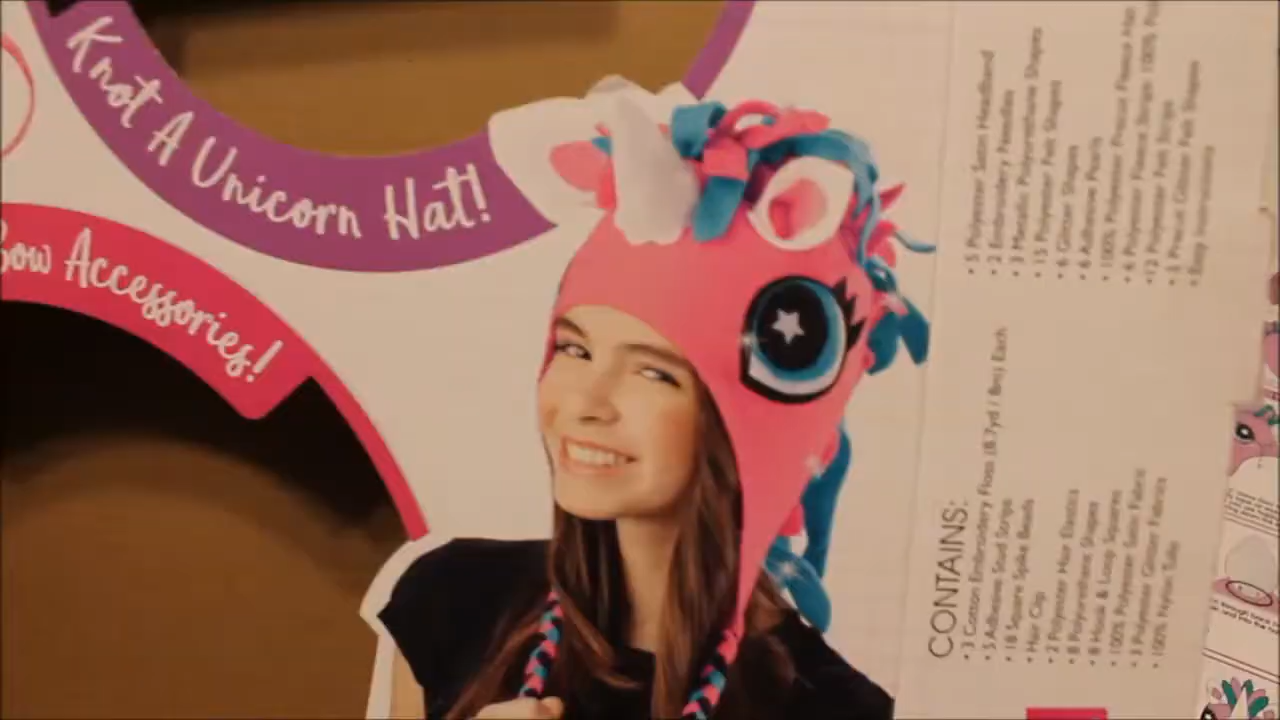 Knot A Unicorn Hat!
Bow Accessories!
CONTAINS:
• 3 Cotton Embroidery Floss (8.7yd / 8m) Each
• 5 Adhesive Stud Strips
• 18 Square Spike Beads
• Hair Clip
• 2 Polyester Hair Elastics
• 8 Polyurethane Shapes
• 8 Hook & Loop Squares
• 100% Polyester Satin Fabric
• 3 Polyester Glitter Fabrics
• 100% Nylon Tulle
• 5 Polyester Satin Headband
• 2 Embroidery Needles
• 3 Metallic Polyurethane Shapes
• 15 Polyester Felt Shapes
• 6 Glitter Shapes
• 6 Adhesive Pearls
• 100% Polyester Precut Fleece
• 6 Polyester Fleece Strips: 100%
• 12 Polyester Felt Strips
• 3 Precut Glitter Felt Shapes
• Easy Instructions